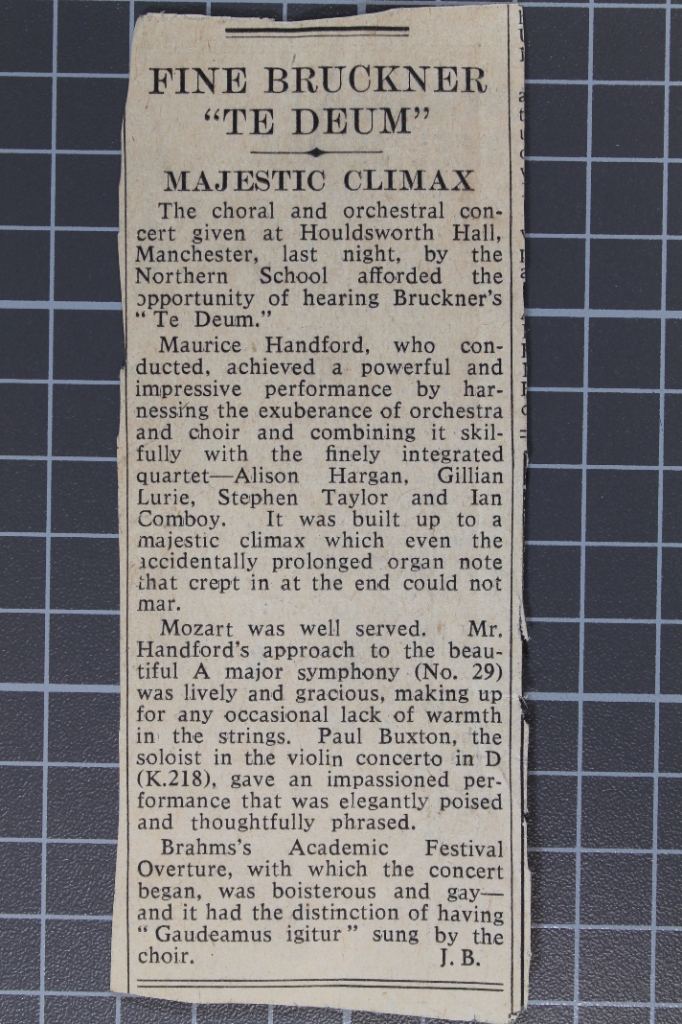 FINE BRUCKNER
“TE DEUM”
MAJESTIC CLIMAX
The choral and orchestral con-
cert given at Houldsworth Hall,
Manchester, last night, by the
Northern School afforded the
opportunity of hearing Bruckner's
“ Te Deum.”
Maurice Handford, who con-
ducted, achieved a powerful and
impressive performance by har-
nessing the exuberance of orchestra
and choir and combining it skil-
fully with the finely integrated
quartet—Alison Hargan, Gillian
Lurie, Stephen Taylor and Ian
Comboy. It was built up to a
majestic climax which even the
accidentally prolonged organ note
that crept in at the end could not
mar.
Mozart was well served. Mr.
Handford's approach to the beau-
tiful A major symphony (No. 29)
was lively and gracious, making up
for any occasional lack of warmth
in the strings. Paul Buxton, the
soloist in the violin concerto in D
(K.218), gave an impassioned per-
formance that was elegantly poised
and thoughtfully phrased.
Brahms's Academic Festival
Overture, with which the concert
began, was boisterous and gay—
and it had the distinction of having
“ Gaudeamus igitur ” sung by the
choir. J. B.